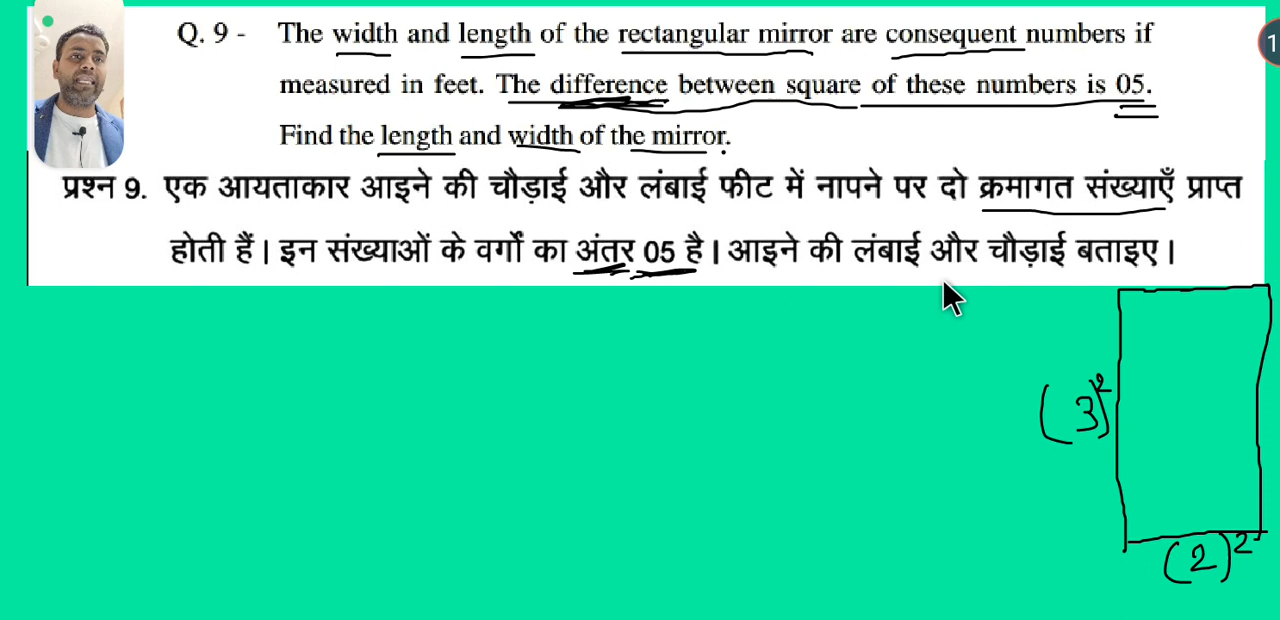 Q. 9 - The width and length of the rectangular mirror are consequent numbers if
measured in feet. The difference between square of these numbers is 05.
Find the length and width of the mirror.
प्रश्न 9. एक आयताकार आइने की चौड़ाई और लंबाई फीट में नापने पर दो क्रमागत संख्याएँ प्राप्त
होती हैं। इन संख्याओं के वर्गों का अंतर 05 है। आइने की लंबाई और चौड़ाई बताइए।
(3)²
(2)²